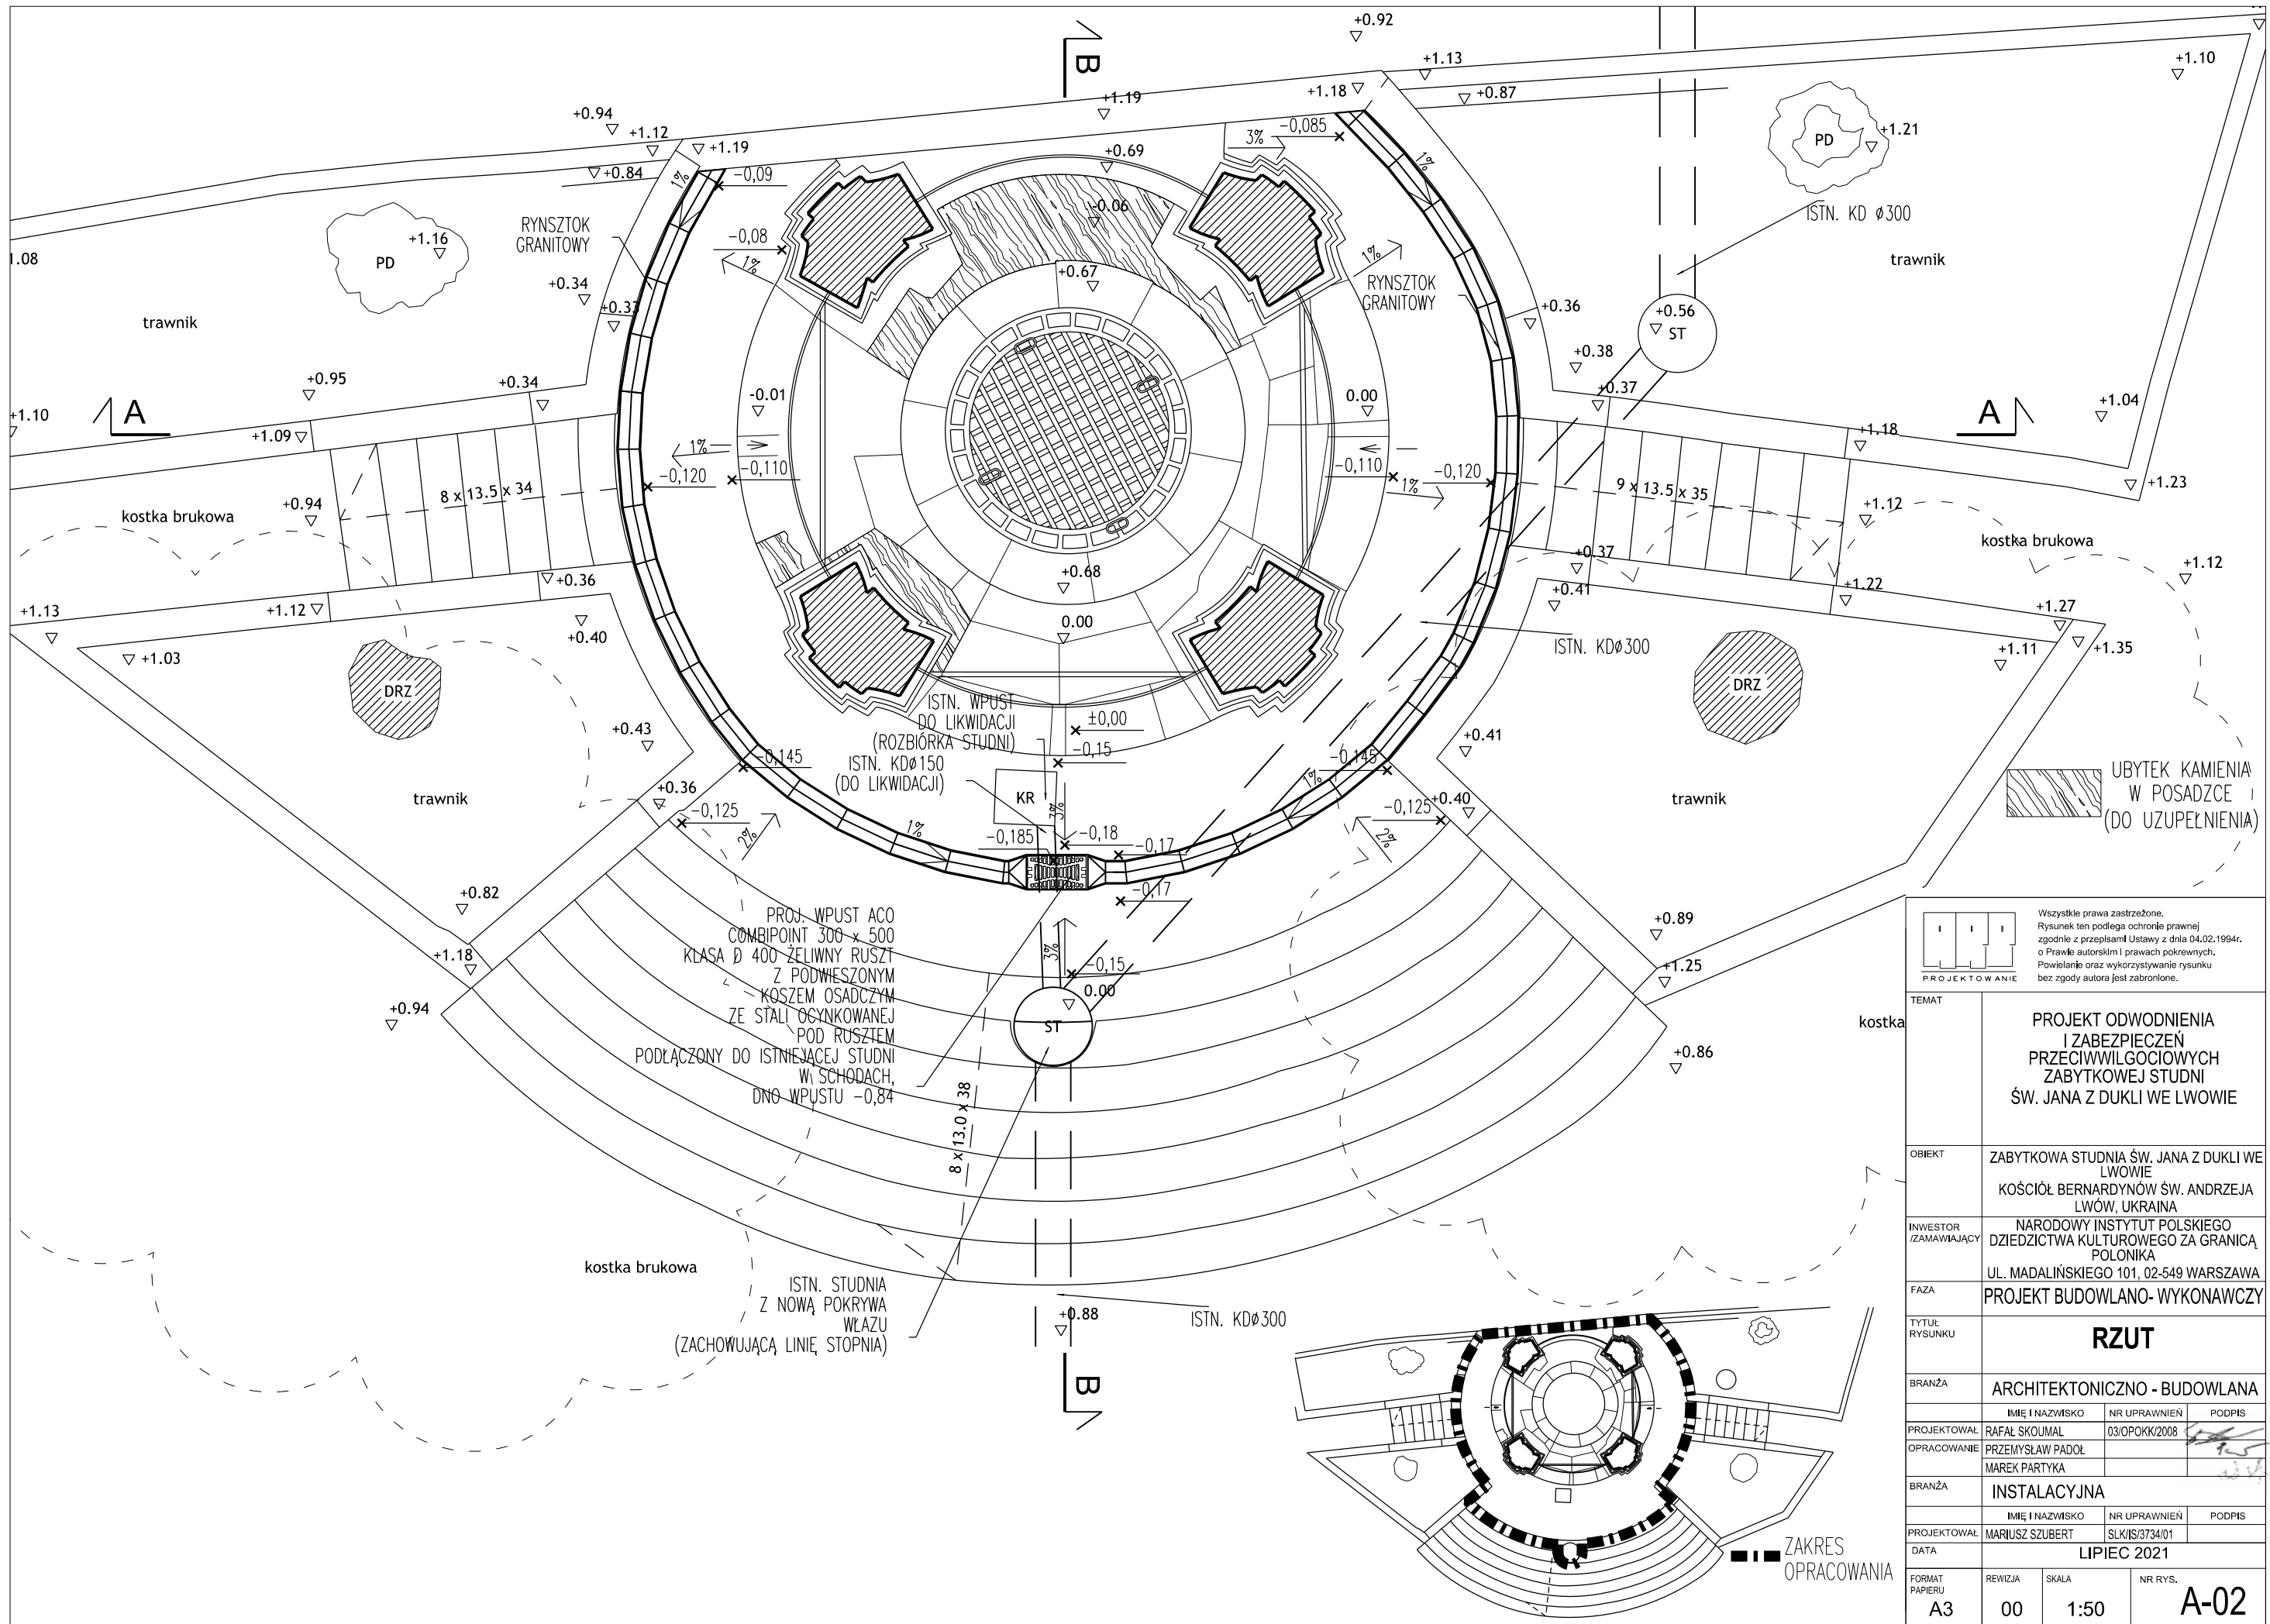 B
+0.92
+1.13
+1.10
+1.19
+1.18
+0.87
+0.94
+1.12
+1.19
3%
-0,085
PD
+1.21
+0.84
1%
-0,09
+0.69
1%
RYNSZTOK
GRANITOWY
-0.06
ISTN. KD Ø300
+1.16
PD
-0,08
1%
1%
RYNSZTOK
GRANITOWY
trawnik
1.08
+0.34
+0.33
+0.67
+0.36
+0.56
ST
trawnik
+0.38
+0.95
+0.34
-0.01
0.00
+0.37
+1.10
A
+1.09
A
+1.04
+1.18
1%
-0,120
-0,110
-0,110
-0,120
1%
8 x 13.5 x 34
9 x 13.5 x 35
+1.23
kostka brukowa
+0.94
+1.12
kostka brukowa
+0.37
+1.12
+0.36
+0.68
+0.41
+1.22
+1.13
+1.12
+0.40
0.00
+1.27
+1.03
ISTN. KDØ300
+1.11
+1.35
DRZ
DRZ
ISTN. WPUST
DO LIKWIDACJI
(ROZBIÓRKA STUDNI)
ISTN. KDØ150
(DO LIKWIDACJI)
±0,00
-0,15
+0.43
+0.41
-0,145
-0,145
1%
UBYTEK KAMIENIA
W POSADZCE
(DO UZUPEŁNIENIA)
trawnik
+0.36
-0,125
2%
1%
KR
3%
3%
-0,185
-0,18
-0,17
-0,125
+0.40
2%
trawnik
+0.82
-0,17
+0.89
PROJ. WPUST ACO
COMBIPOINT 300 x 500
KLASA D 400 ŻELIWNY RUSZT
Z PODWIESZONYM
KOSZEM OSADCZYM
ZE STALI OCYNKOWANEJ
POD RUSZTEM
PODŁĄCZONY DO ISTNIEJĄCEJ STUDNI
W SCHODACH,
DNO WPUSTU -0,84
3%
-0,15
0.00
ST
+1.18
+0.94
+1.25
+0.86
kostka
8 x 13.0 x 38
kostka brukowa
ISTN. STUDNIA
Z NOWĄ POKRYWA
WŁAZU
(ZACHOWUJĄCĄ LINIĘ STOPNIA)
+0.88
ISTN. KDØ300
B
ZAKRES
OPRACOWANIA
PROJEKTOWANIE
Wszystkie prawa zastrzeżone.
Rysunek ten podlega ochronie prawnej
zgodnie z przepisami Ustawy z dnia 04.02.1994r.
o Prawie autorskim i prawach pokrewnych.
Powielanie oraz wykorzystywanie rysunku
bez zgody autora jest zabronione.
TEMAT
PROJEKT ODWODNIENIA
I ZABEZPIECZEŃ
PRZECIWWILGOCIOWYCH
ZABYTKOWEJ STUDNI
ŚW. JANA Z DUKLI WE LWOWIE
OBIEKT
ZABYTKOWA STUDNIA ŚW. JANA Z DUKLI WE
LWOWIE
KOŚCIÓŁ BERNARDYNÓW ŚW. ANDRZEJA
LWÓW, UKRAINA
INWESTOR
/ZAMAWIAJĄCY
NARODOWY INSTYTUT POLSKIEGO
DZIEDZICTWA KULTUROWEGO ZA GRANICĄ
POLONIKA
UL. MADALIŃSKIEGO 101, 02-549 WARSZAWA
FAZA
PROJEKT BUDOWLANO- WYKONAWCZY
TYTUŁ
RYSUNKU
RZUT
BRANŻA
ARCHITEKTONICZNO - BUDOWLANA
IMIĘ I NAZWISKO NR UPRAWNIEŃ PODPIS
PROJEKTOWAŁ RAFAŁ SKOUMAL 03/OPOKK/2008
OPRACOWANIE PRZEMYSŁAW PADOŁ
MAREK PARTYKA
BRANŻA
INSTALACYJNA
IMIĘ I NAZWISKO NR UPRAWNIEŃ PODPIS
PROJEKTOWAŁ MARIUSZ SZUBERT SLK/IS/3734/01
DATA
LIPIEC 2021
FORMAT
PAPIERU
A3
REWIZJA
00
SKALA
1:50
NR RYS.
A-02